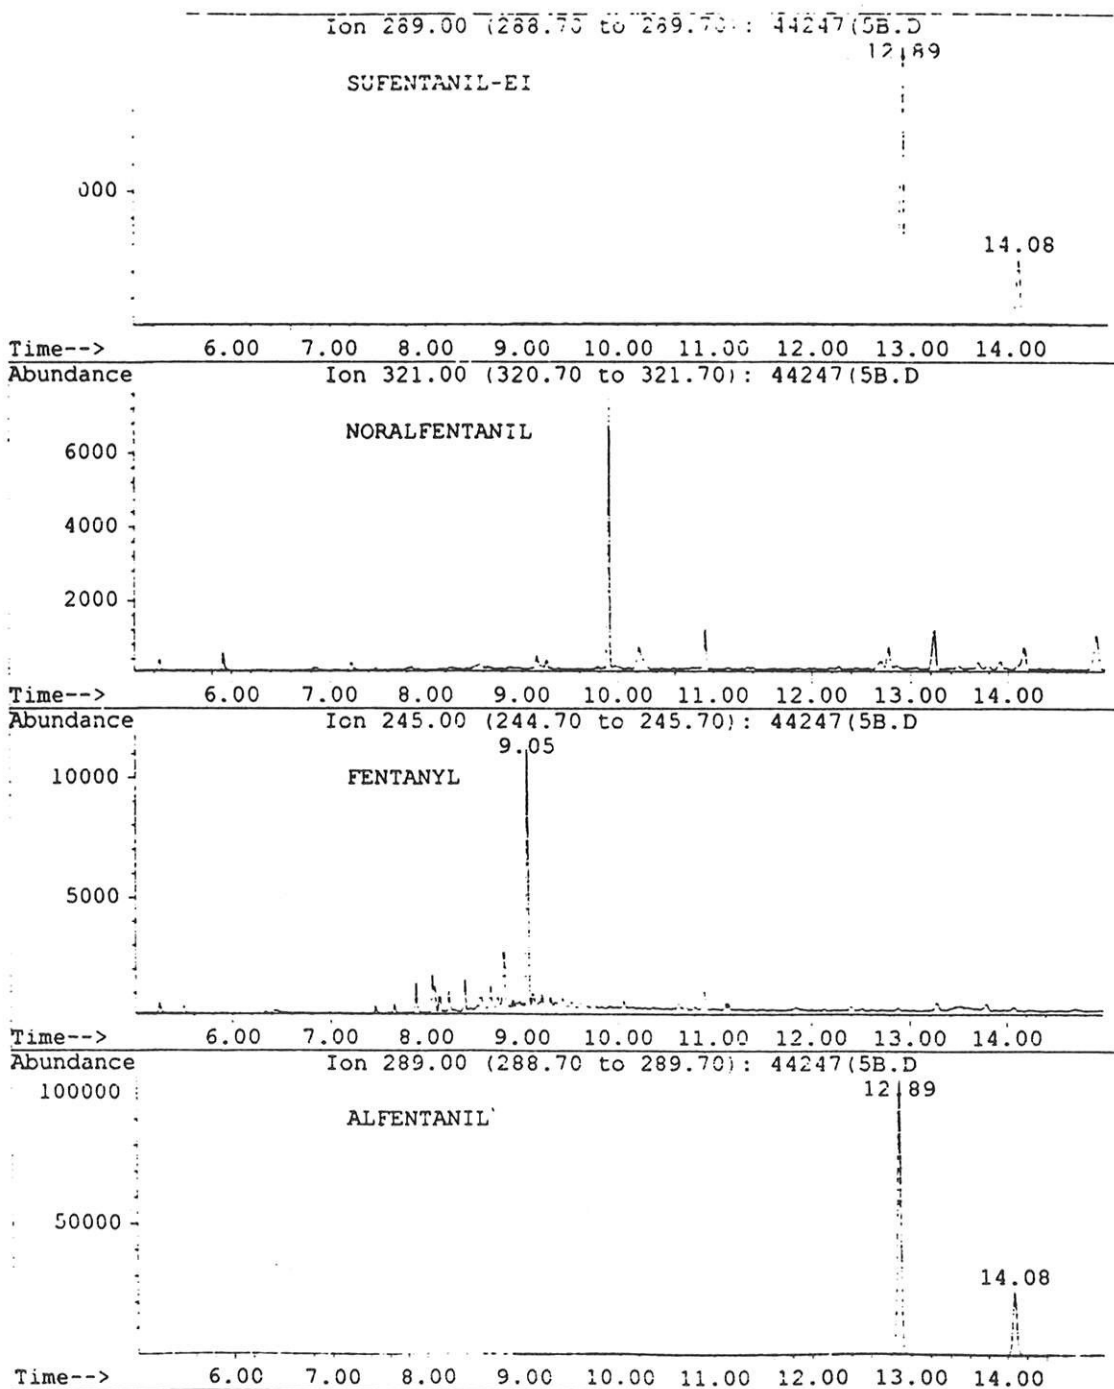 Ion 289.00 (288.70 to 289.70): 44247(5B.D
12.89
SUFENTANIL-EI
000
14.08
Time--> 6.00 7.00 8.00 9.00 10.00 11.00 12.00 13.00 14.00
Abundance Ion 321.00 (320.70 to 321.70): 44247(5B.D
NORALFENTANIL
6000
4000
2000
Time--> 6.00 7.00 8.00 9.00 10.00 11.00 12.00 13.00 14.00
Abundance Ion 245.00 (244.70 to 245.70): 44247(5B.D
9.05
10000 FENTANYL
5000
Time--> 6.00 7.00 8.00 9.00 10.00 11.00 12.00 13.00 14.00
Abundance Ion 289.00 (288.70 to 289.70): 44247(5B.D
100000 12.89
ALFENTANIL
50000
14.08
Time--> 6.00 7.00 8.00 9.00 10.00 11.00 12.00 13.00 14.00